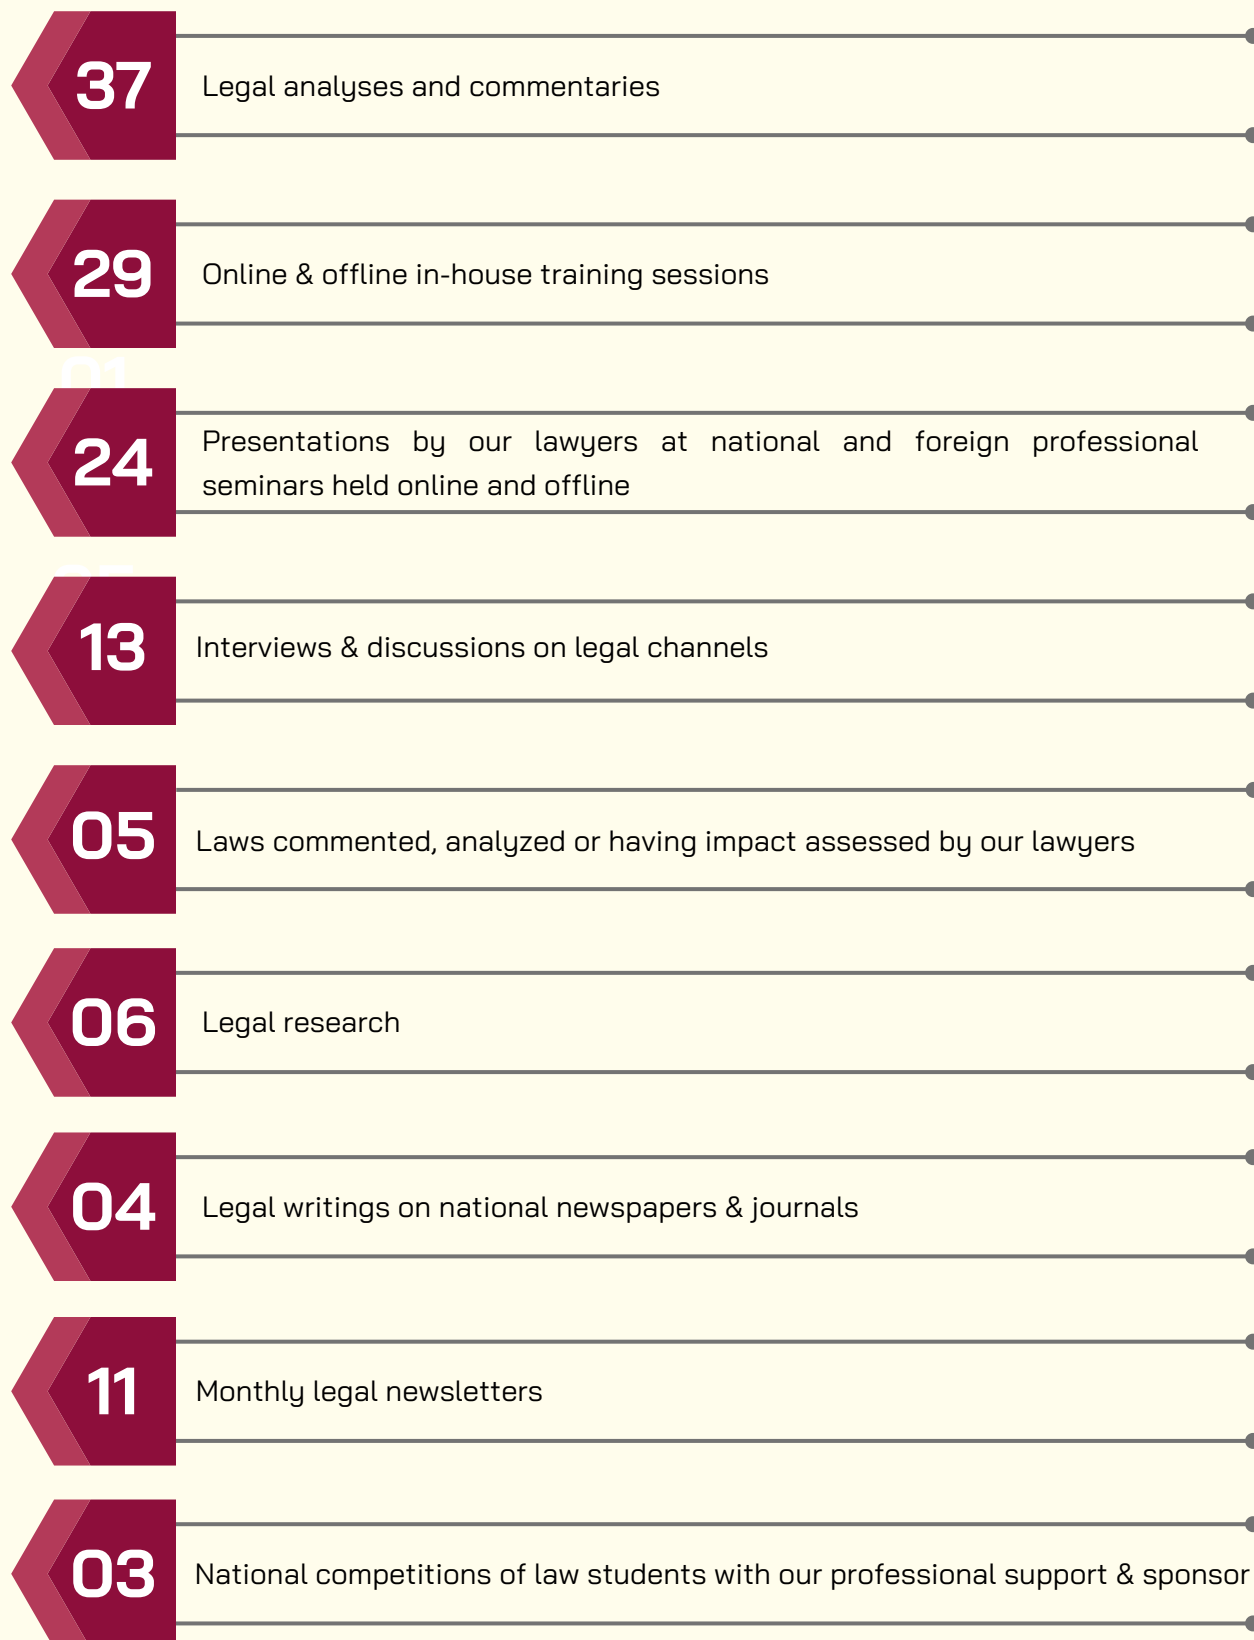 37
Legal analyses and commentaries
29
Online & offline in-house training sessions
01
24
Presentations by our lawyers at national and foreign professional
seminars held online and offline
13
Interviews & discussions on legal channels
05
Laws commented, analyzed or having impact assessed by our lawyers
06
Legal research
04
Legal writings on national newspapers & journals
11
Monthly legal newsletters
03
National competitions of law students with our professional support & sponsor